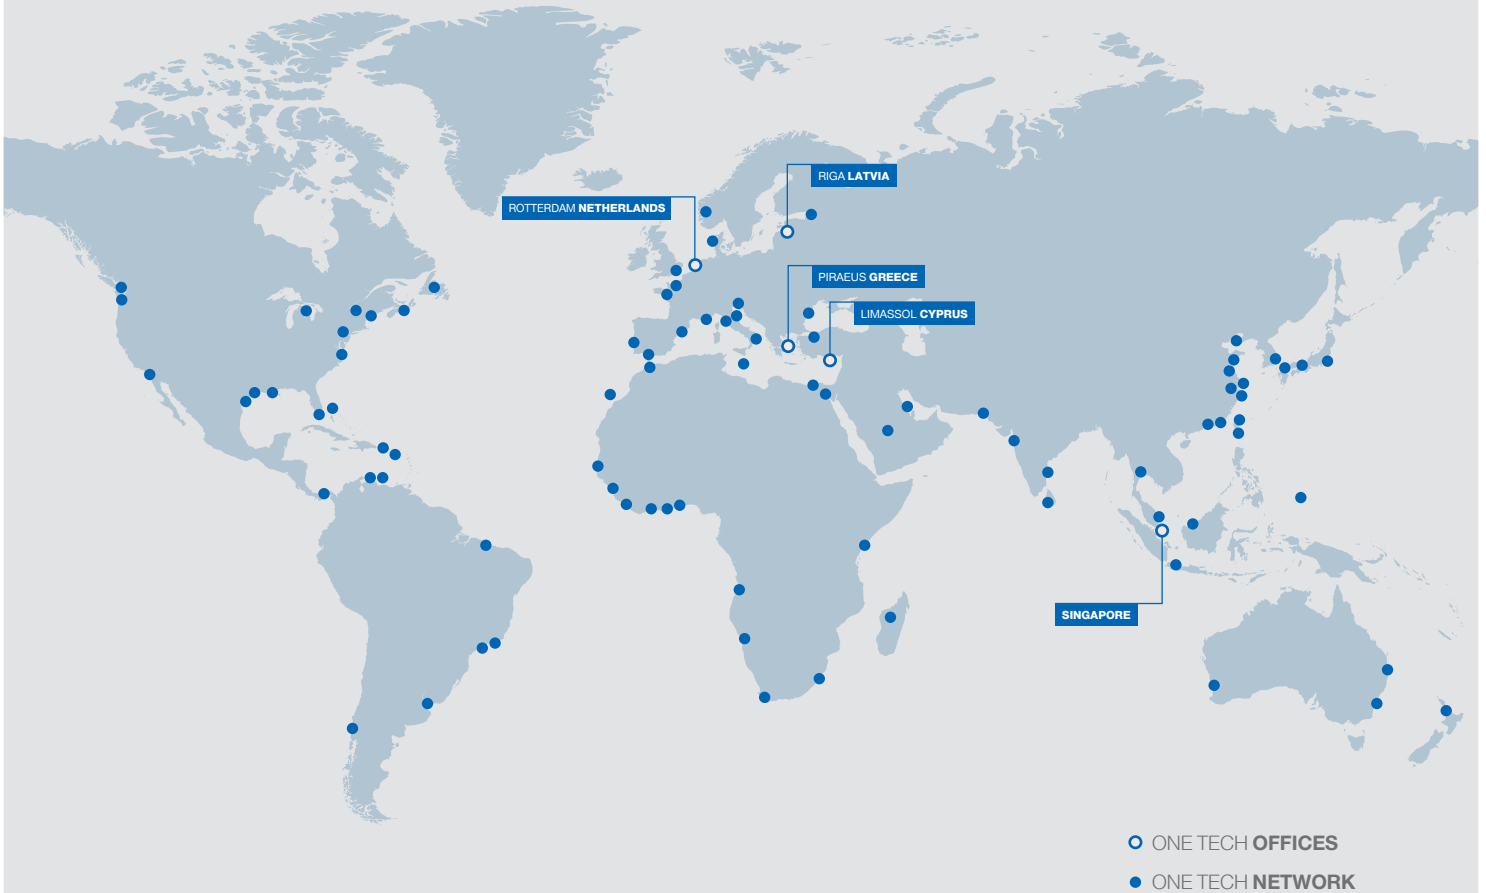 RIGA LATVIA
ROTTERDAM NETHERLANDS
PIRAEUS GREECE
LIMASSOL CYPRUS
SINGAPORE
ONE TECH OFFICES
ONE TECH NETWORK